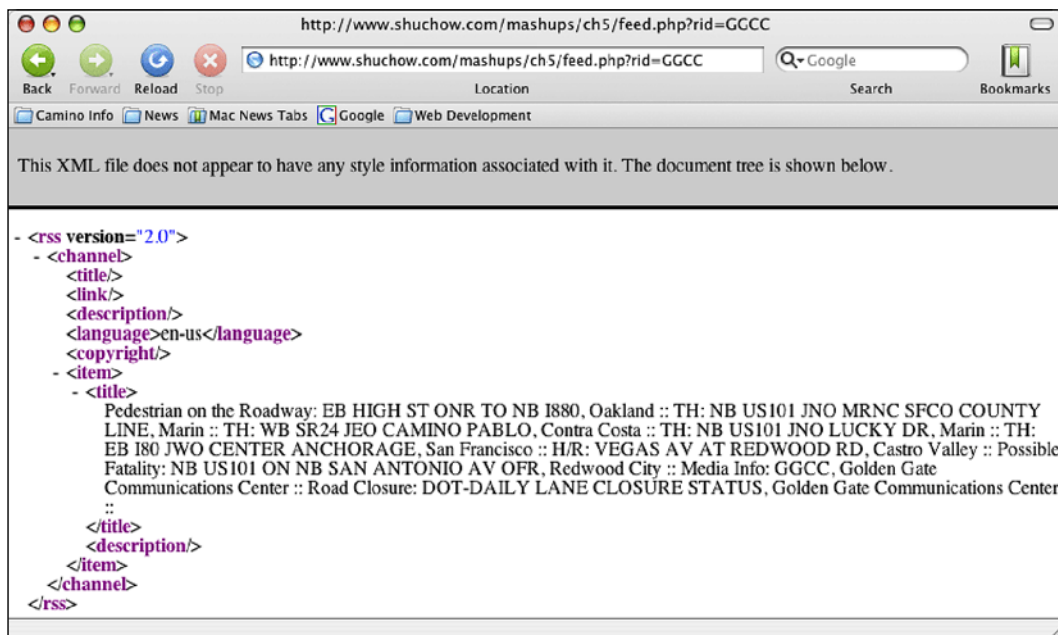 http://www.shuchow.com/mashups/ch5/feed.php?rid=GGCC
http://www.shuchow.com/mashups/ch5/feed.php?rid=GGCC
Google
Back Forward Reload Stop Location Search Bookmarks
Camino Info News Mac News Tabs G Google Web Development
This XML file does not appear to have any style information associated with it. The document tree is shown below.
- <rss version="2.0">
- <channel>
<title/>
<link/>
<description/>
<language>en-us</language>
<copyright/>
- <item>
- <title>
Pedestrian on the Roadway: EB HIGH ST ONR TO NB I880, Oakland :: TH: NB US101 JNO MRNC SFCO COUNTY
LINE, Marin :: TH: WB SR24 JEO CAMINO PABLO, Contra Costa :: TH: NB US101 JNO LUCKY DR, Marin :: TH:
EB I80 JWO CENTER ANCHORAGE, San Francisco :: H/R: VEGAS AV AT REDWOOD RD, Castro Valley :: Possible
Fatality: NB US101 ON NB SAN ANTONIO AV OFR, Redwood City :: Media Info: GGCC, Golden Gate
Communications Center :: Road Closure: DOT-DAILY LANE CLOSURE STATUS, Golden Gate Communications Center
::
</title>
<description/>
</item>
</channel>
</rss>